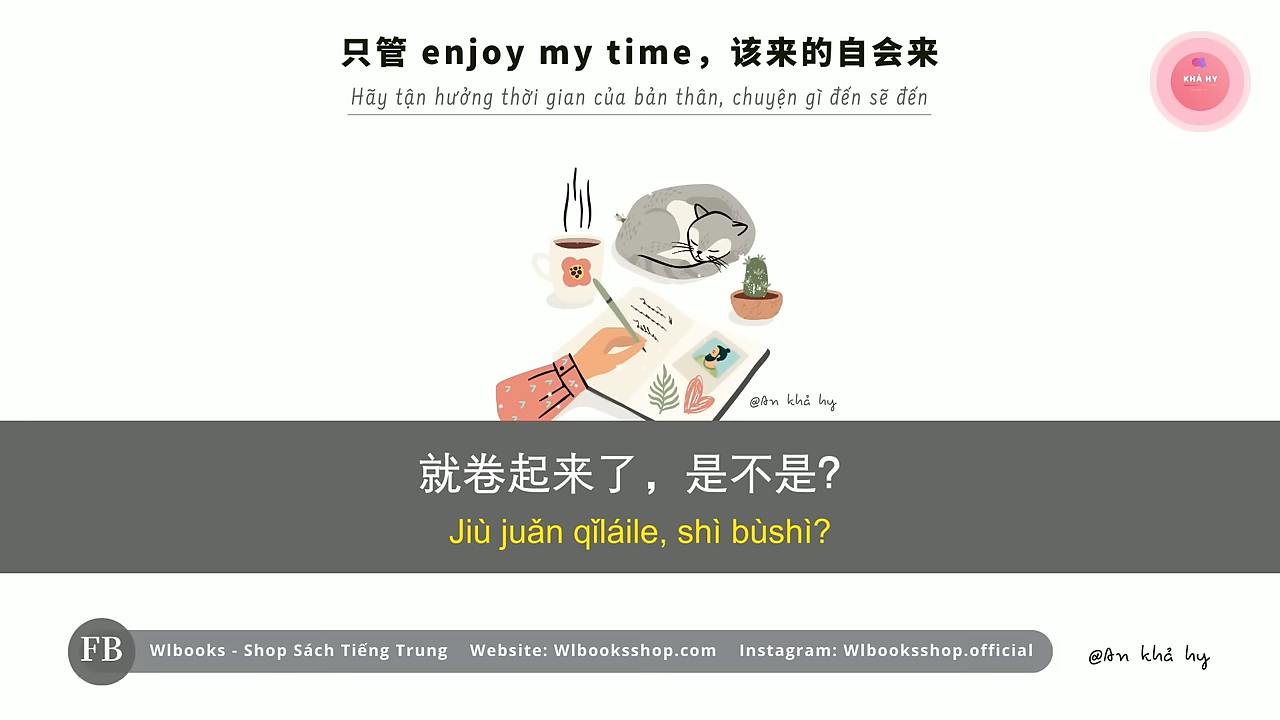 只管 enjoy my time，该来的自会来
Hãy tận hưởng thời gian của bản thân, chuyện gì đến sẽ đến
KHẢ HY
@An khả hy
就卷起来了，是不是?
Jiù juǎn qǐláile, shì bùshì?
FB Wlbooks - Shop Sách Tiếng Trung Website: Wlbooksshop.com Instagram: Wlbooksshop.official
@An khả hy